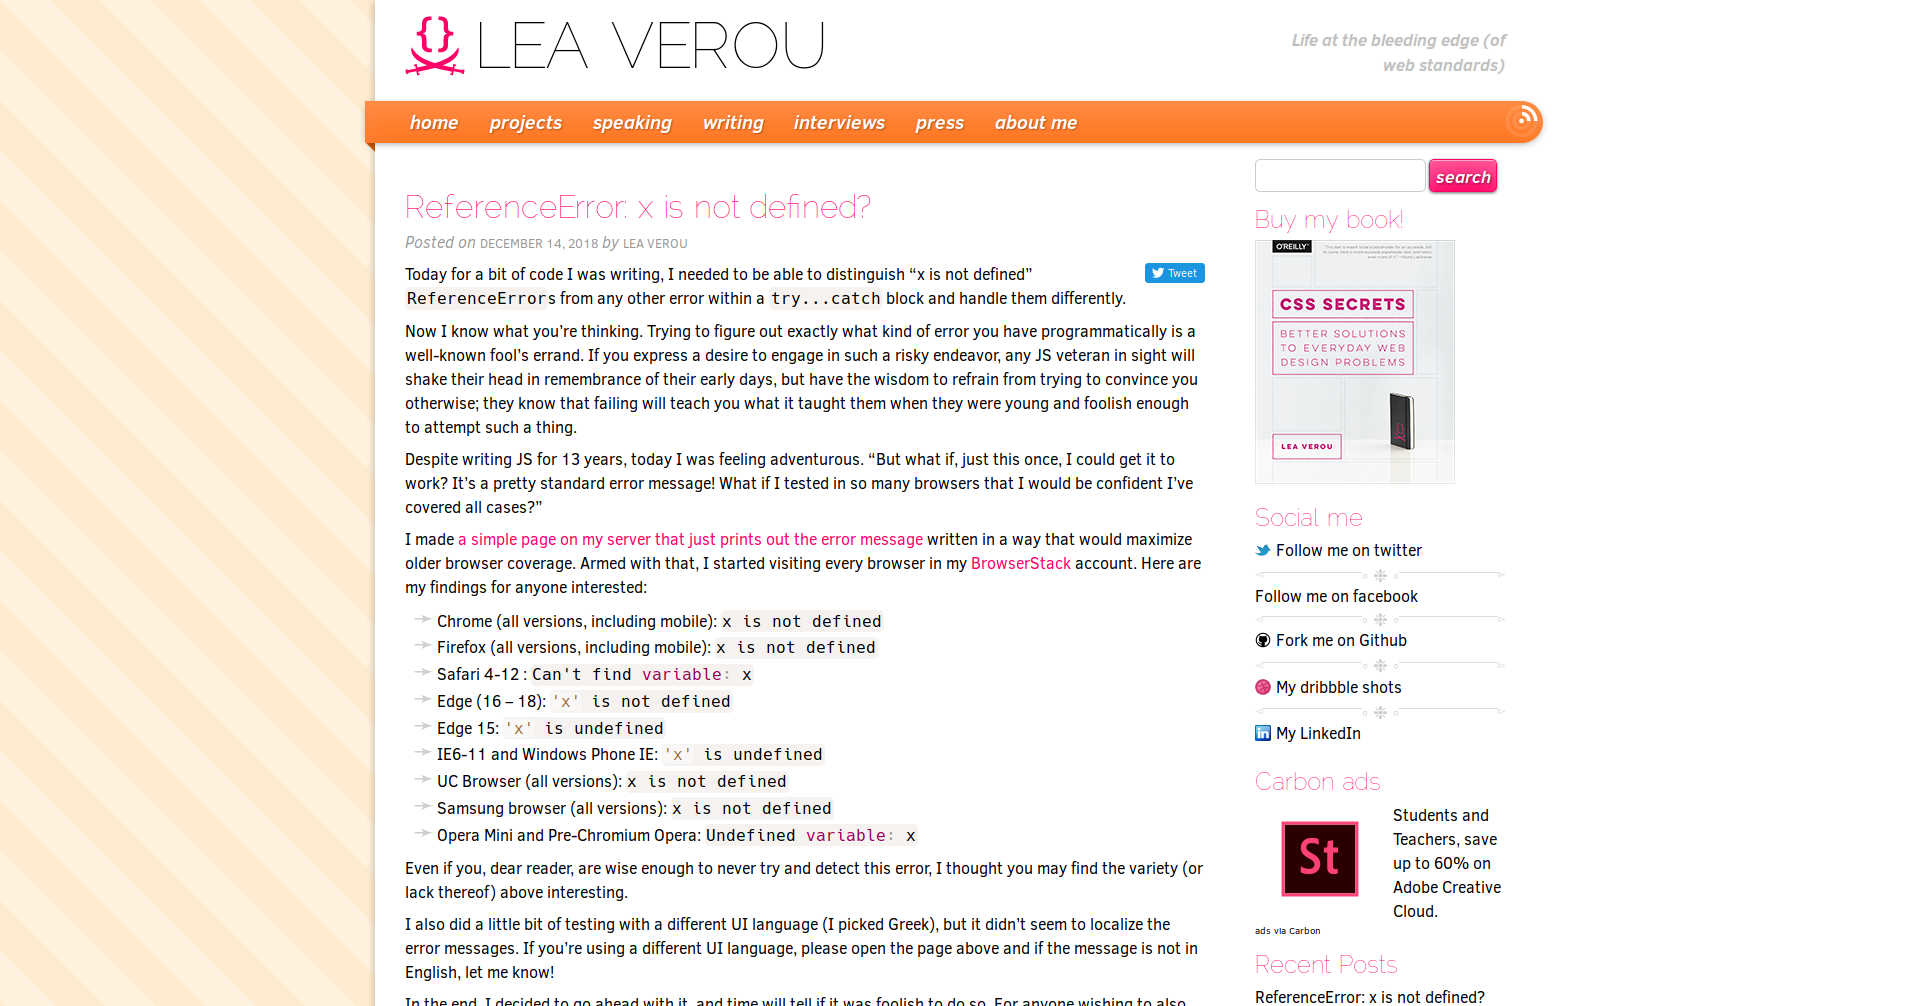 LEA VEROU
Life at the bleeding edge (of
web standards)
home projects speaking writing interviews press about me
search
ReferenceError: x is not defined?
Posted on DECEMBER 14, 2018 by LEA VEROU
Tweet
Today for a bit of code I was writing, I needed to be able to distinguish “x is not defined”
ReferenceErrors from any other error within a try...catch block and handle them differently.
Now I know what you’re thinking. Trying to figure out exactly what kind of error you have programmatically is a
well-known fool’s errand. If you express a desire to engage in such a risky endeavor, any JS veteran in sight will
shake their head in remembrance of their early days, but have the wisdom to refrain from trying to convince you
otherwise; they know that failing will teach you what it taught them when they were young and foolish enough
to attempt such a thing.
Despite writing JS for 13 years, today I was feeling adventurous. “But what if, just this once, I could get it to
work? It’s a pretty standard error message! What if I tested in so many browsers that I would be confident I’ve
covered all cases?”
I made a simple page on my server that just prints out the error message written in a way that would maximize
older browser coverage. Armed with that, I started visiting every browser in my BrowserStack account. Here are
my findings for anyone interested:
Chrome (all versions, including mobile): x is not defined
Firefox (all versions, including mobile): x is not defined
Safari 4-12 : Can't find variable: x
Edge (16 – 18): 'x' is not defined
Edge 15: 'x' is undefined
IE6-11 and Windows Phone IE: 'x' is undefined
UC Browser (all versions): x is not defined
Samsung browser (all versions): x is not defined
Opera Mini and Pre-Chromium Opera: Undefined variable: x
Even if you, dear reader, are wise enough to never try and detect this error, I thought you may find the variety (or
lack thereof) above interesting.
I also did a little bit of testing with a different UI language (I picked Greek), but it didn’t seem to localize the
error messages. If you’re using a different UI language, please open the page above and if the message is not in
English, let me know!
In the end, I decided to go ahead with it, and time will tell if it was foolish to do so. For anyone wishing to also
Buy my book!
O'REILLY
CSS SECRETS
BETTER SOLUTIONS
TO EVERYDAY WEB
DESIGN PROBLEMS
LEA VEROU
Social me
Follow me on twitter
Follow me on facebook
Fork me on Github
My dribbble shots
in My LinkedIn
Carbon ads
St
Students and
Teachers, save
up to 60% on
Adobe Creative
Cloud.
ads via Carbon
Recent Posts
ReferenceError: x is not defined?